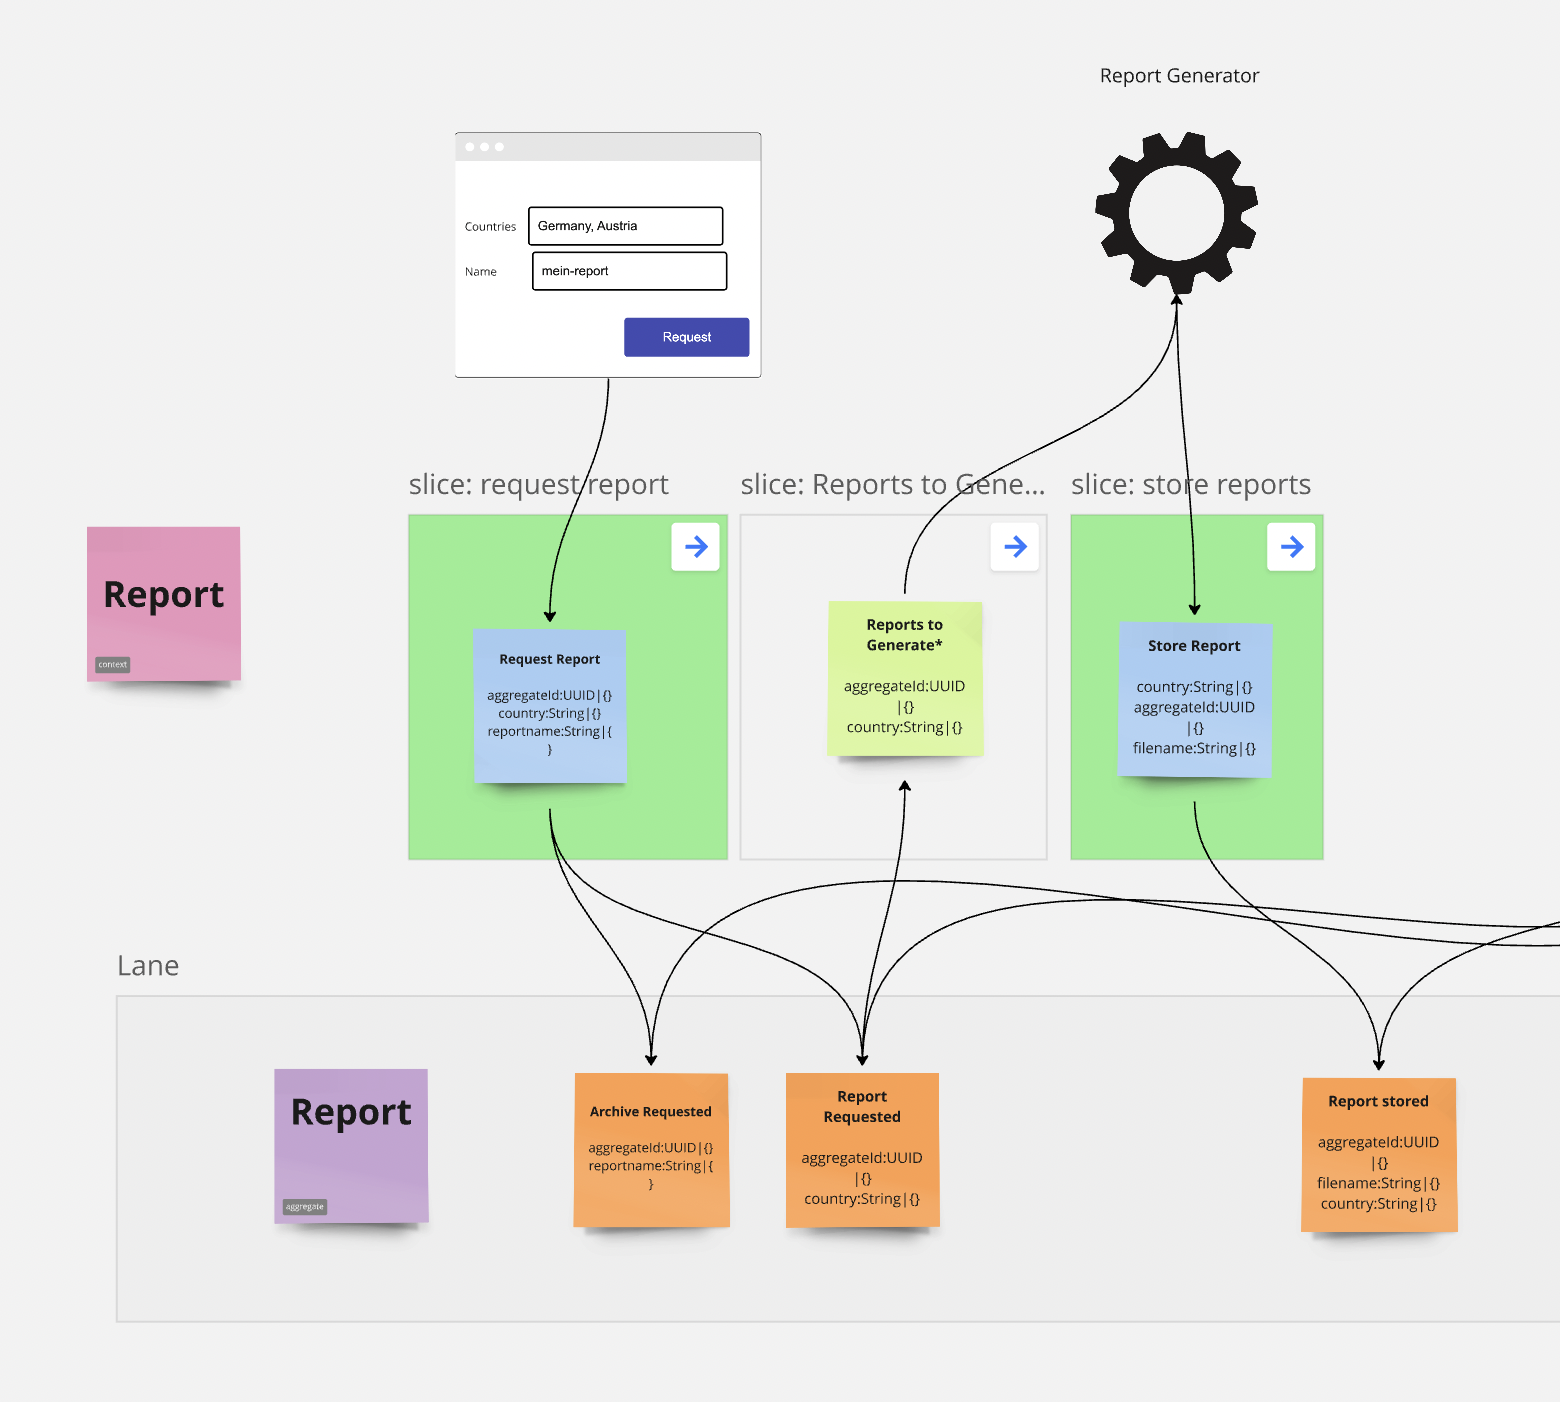 Report Generator
Countries
Germany, Austria
Name
mein-report
Request
slice: request report
slice: Reports to Gene...
slice: store reports
Report
context
Request Report
aggregateId:UUID|{}
country:String|{}
reportname:String|{
}
Reports to
Generate*
aggregateId:UUID
|{}
country:String|{}
Store Report
country:String|{}
aggregateId:UUID
|{}
filename:String|{}
Lane
Report
aggregate
Archive Requested
aggregateId:UUID|{}
reportname:String|{
}
Report
Requested
aggregateId:UUID
|{}
country:String|{}
Report stored
aggregateId:UUID
|{}
filename:String|{}
country:String|{}